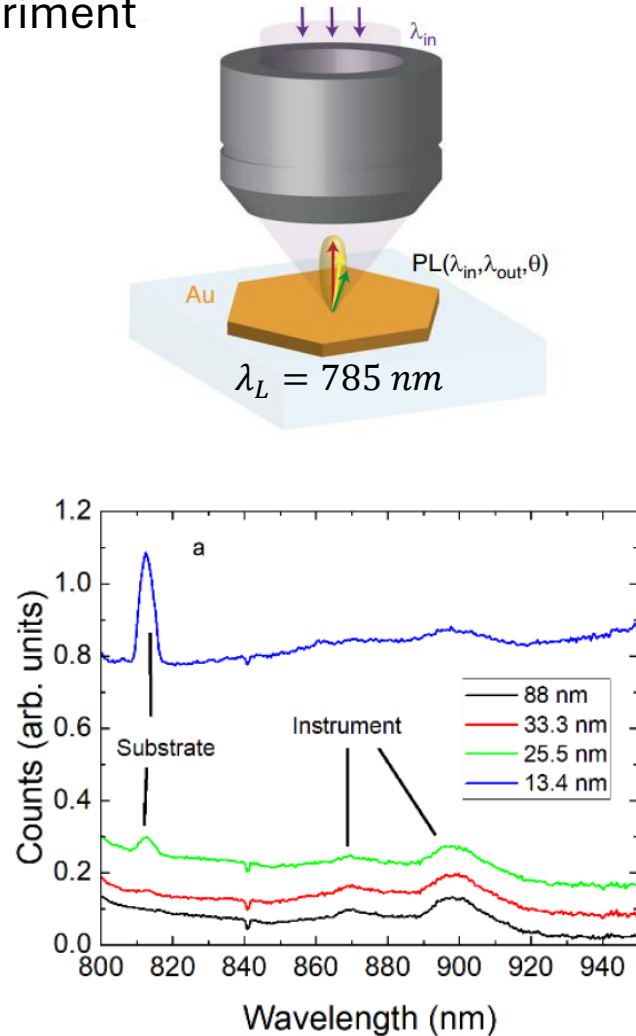 riment
λin
PL(λin,λout,θ)
Au
λL = 785 nm
a
1.2
1.0
0.8
0.6
0.4
0.2
0.0
Counts (arb. units)
Substrate
Instrument
88 nm
33.3 nm
25.5 nm
13.4 nm
800 820 840 860 880 900 920 940
Wavelength (nm)